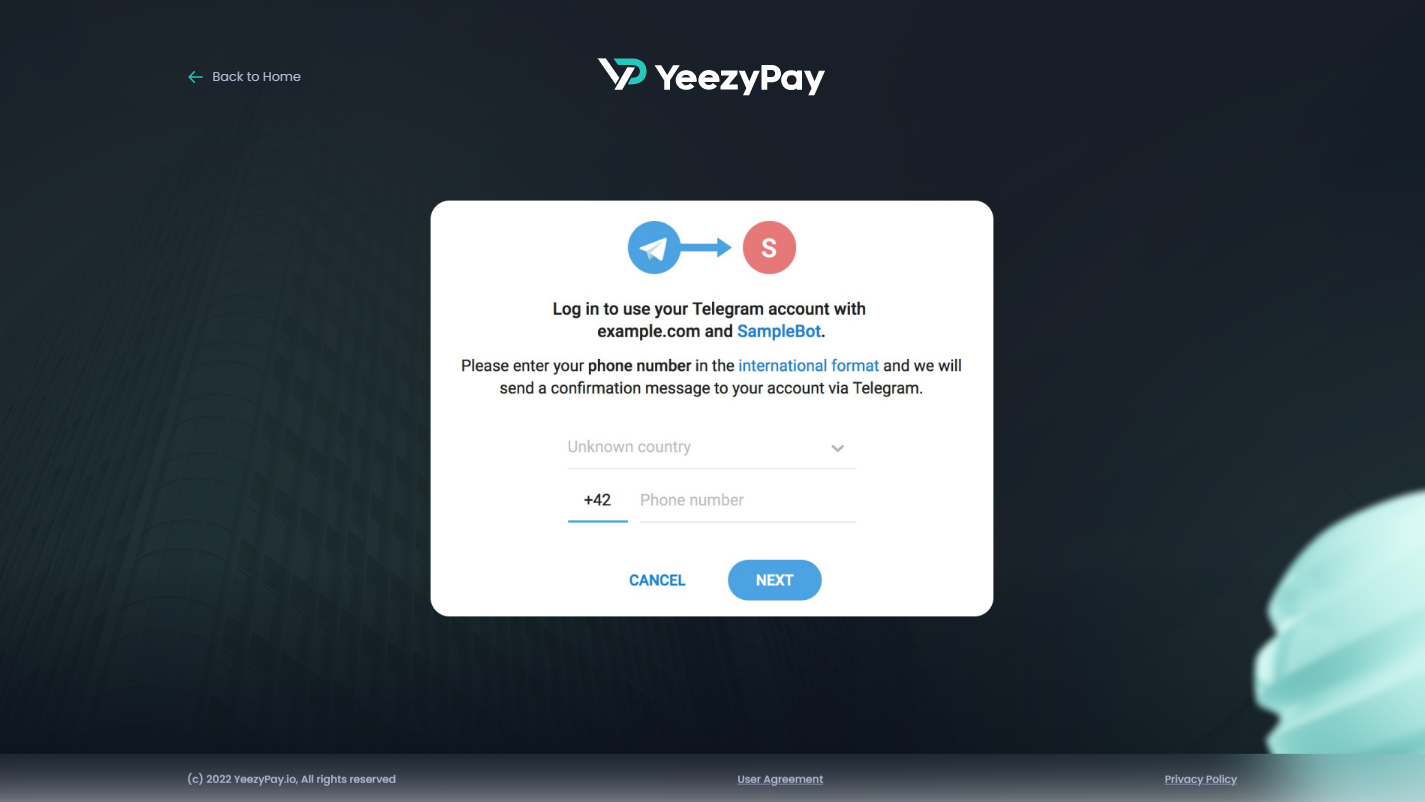 Back to Home
YeezyPay
S
Log in to use your Telegram account with
example.com and SampleBot.
Please enter your phone number in the international format and we will
send a confirmation message to your account via Telegram.
Unknown country
+42 Phone number
CANCEL NEXT
(c) 2022 YeezyPay.io, All rights reserved User Agreement Privacy Policy